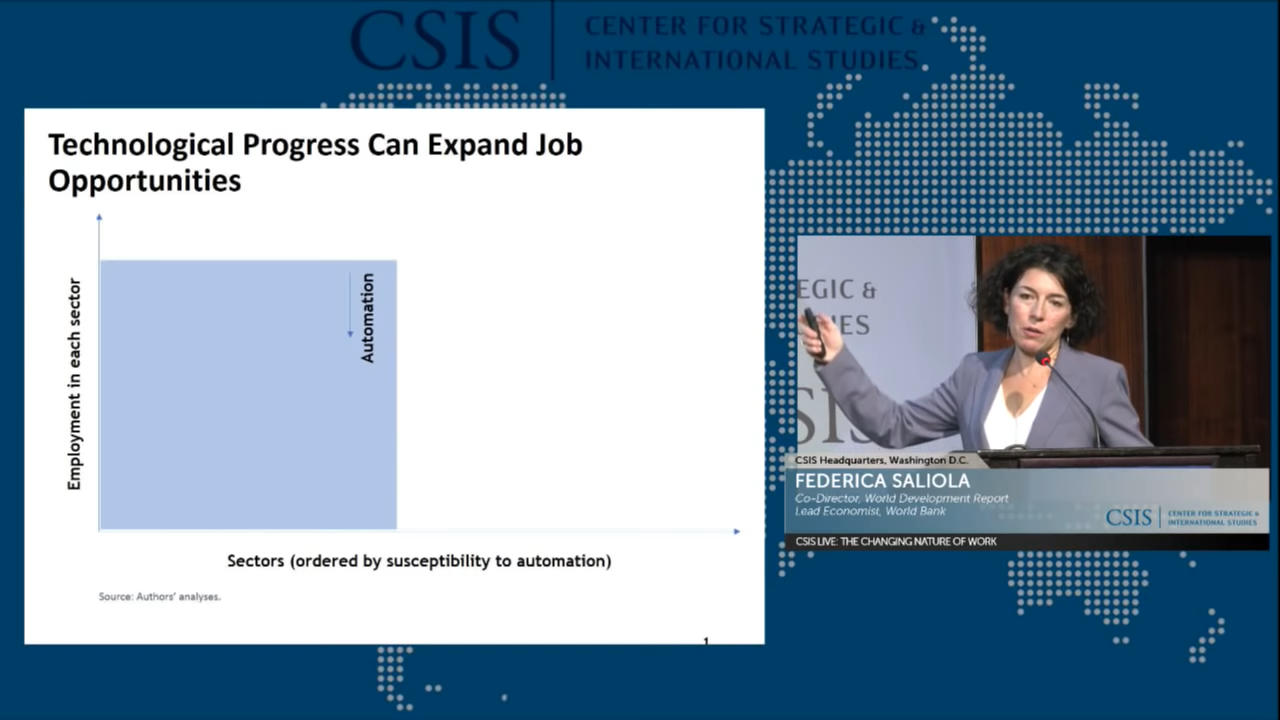 CSIS
CENTER FOR STRATEGIC &
INTERNATIONAL STUDIES
Technological Progress Can Expand Job
Opportunities
Employment in each sector
Automation
Sectors (ordered by susceptibility to automation)
Source: Authors' analyses.
1
EGIC &
IES
SIS
CSIS Headquarters, Washington D.C.
FEDERICA SALIOLA
Co-Director, World Development Report
Lead Economist, World Bank
CSIS
CENTER FOR STRATEGIC &
INTERNATIONAL STUDIES
CSIS LIVE: THE CHANGING NATURE OF WORK